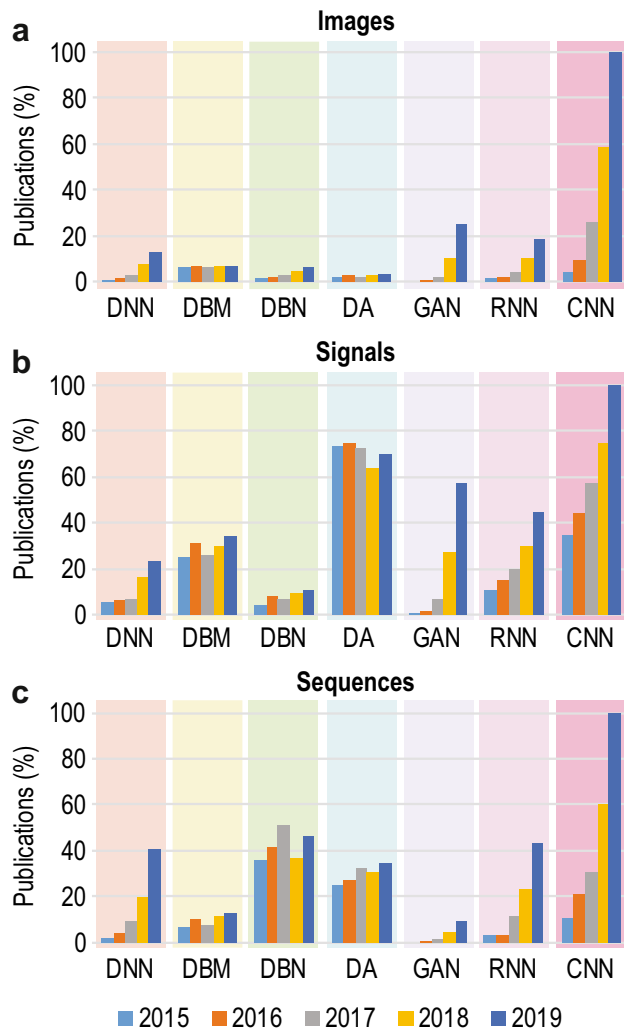 a
Images
Publications (%)
100
80
60
40
20
0
DNN DBM DBN DA GAN RNN CNN
b
Signals
Publications (%)
100
80
60
40
20
0
DNN DBM DBN DA GAN RNN CNN
c
Sequences
Publications (%)
100
80
60
40
20
0
DNN DBM DBN DA GAN RNN CNN
2015 2016 2017 2018 2019